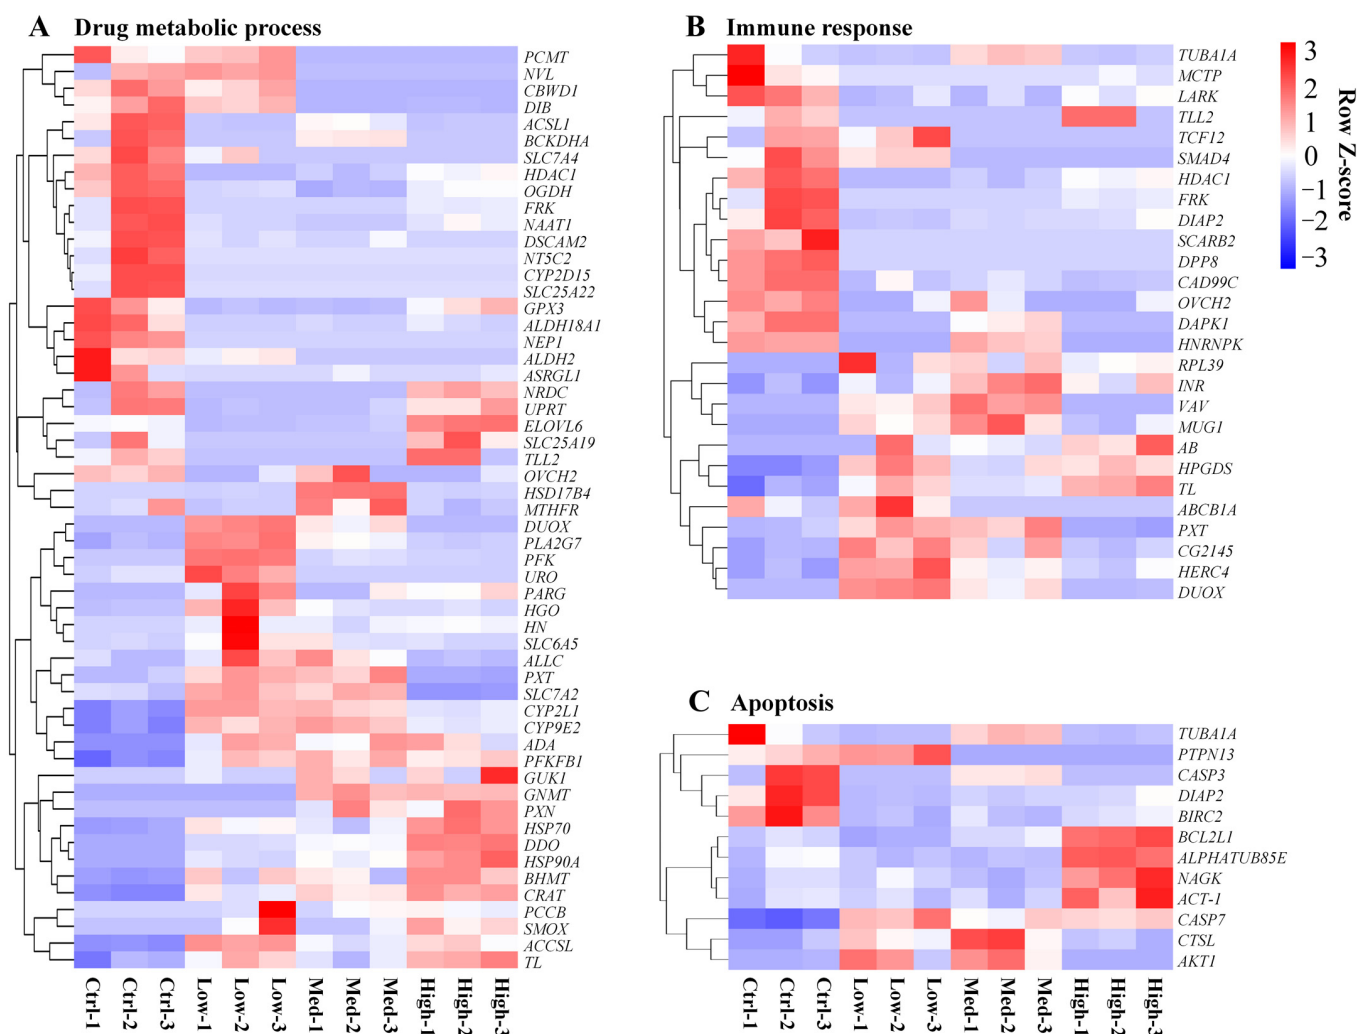 A Drug metabolic process
PCMT
NVL
CBWD1
DIB
ACSL1
BCKDHA
SLC7A4
HDAC1
OGDH
FRK
NAAT1
DSCAM2
NT5C2
CYP2D15
SLC25A22
GPX3
ALDH18A1
NEP1
ALDH2
ASRGL1
NRDC
UPRT
ELOVL6
SLC25A19
TLL2
OVCH2
HSD17B4
MTHFR
DUOX
PLA2G7
PFK
URO
PARG
HGO
HN
SLC6A5
ALLC
PXT
SLC7A2
CYP2L1
CYP9E2
ADA
PFKFB1
GUK1
GNMT
PXN
HSP70
DDO
HSP90A
BHMT
CRAT
PCCB
SMOX
ACCSL
TL
Ctrl-1 Ctrl-2 Ctrl-3 Low-1 Low-2 Low-3 Med-1 Med-2 Med-3 High-1 High-2 High-3
B Immune response
TUBA1A
MCTP
LARK
TLL2
TCF12
SMAD4
HDAC1
FRK
DIAP2
SCARB2
DPP8
CAD99C
OVCH2
DAPK1
HNRNPK
RPL39
INR
VAV
MUG1
AB
HPGDS
TL
ABCB1A
PXT
CG2145
HERC4
DUOX
3
2
1
0
−1
−2
−3
Row Z-score
C Apoptosis
TUBA1A
PTPN13
CASP3
DIAP2
BIRC2
BCL2L1
ALPHATUB85E
NAGK
ACT-1
CASP7
CTSL
AKT1
Ctrl-1 Ctrl-2 Ctrl-3 Low-1 Low-2 Low-3 Med-1 Med-2 Med-3 High-1 High-2 High-3